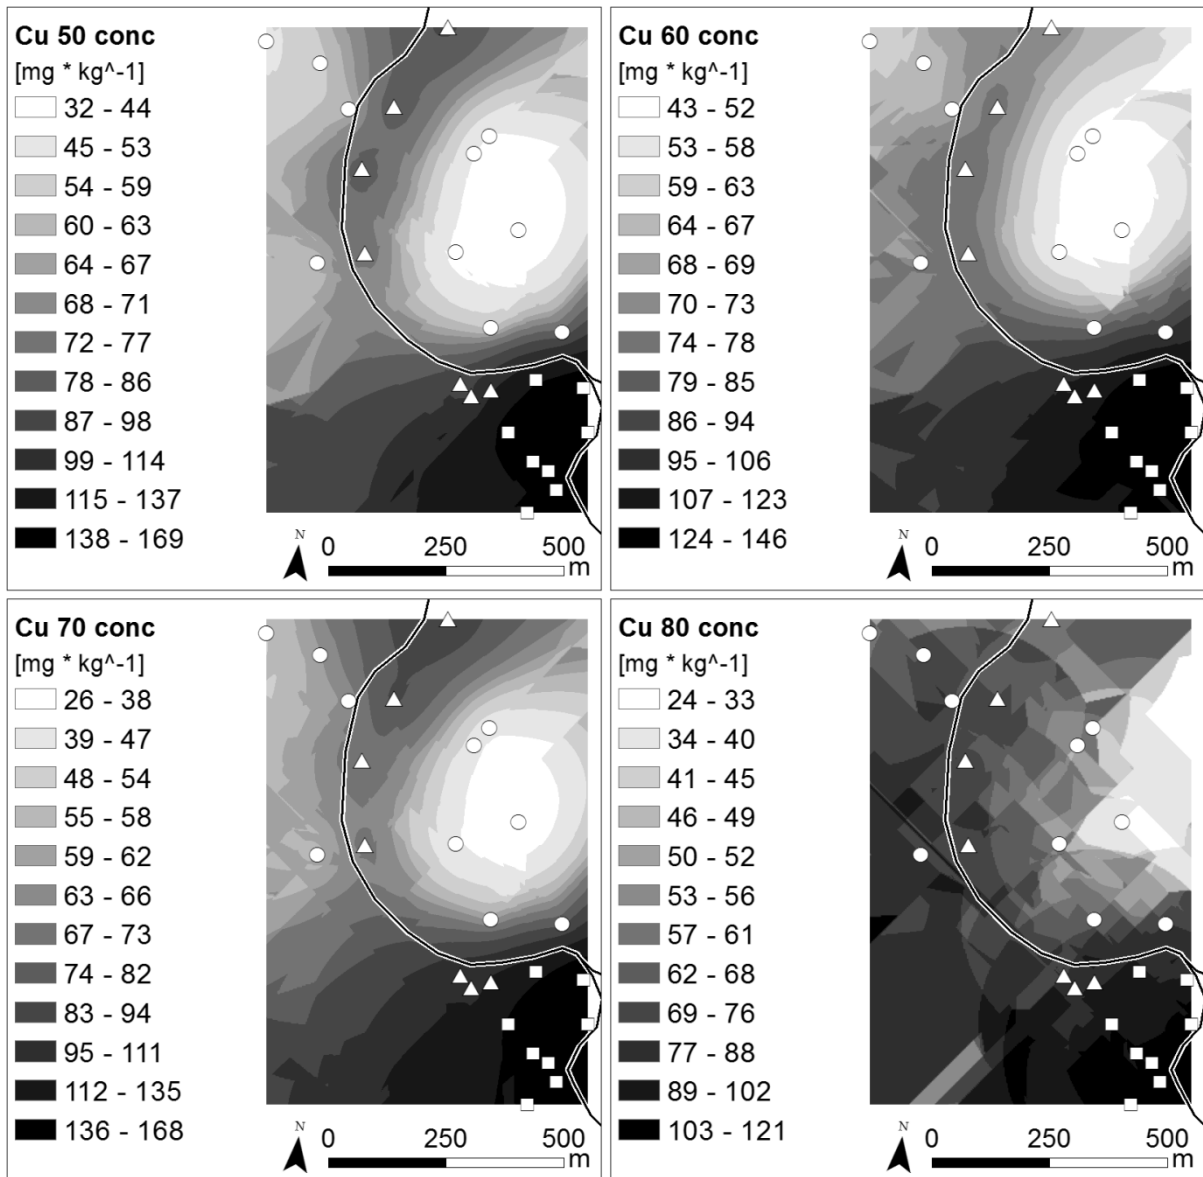 Cu 50 conc
[mg * kg^-1]
32 - 44
45 - 53
54 - 59
60 - 63
64 - 67
68 - 71
72 - 77
78 - 86
87 - 98
99 - 114
115 - 137
138 - 169
N
0 250 500
m
Cu 60 conc
[mg * kg^-1]
43 - 52
53 - 58
59 - 63
64 - 67
68 - 69
70 - 73
74 - 78
79 - 85
86 - 94
95 - 106
107 - 123
124 - 146
N
0 250 500
m
Cu 70 conc
[mg * kg^-1]
26 - 38
39 - 47
48 - 54
55 - 58
59 - 62
63 - 66
67 - 73
74 - 82
83 - 94
95 - 111
112 - 135
136 - 168
N
0 250 500
m
Cu 80 conc
[mg * kg^-1]
24 - 33
34 - 40
41 - 45
46 - 49
50 - 52
53 - 56
57 - 61
62 - 68
69 - 76
77 - 88
89 - 102
103 - 121
N
0 250 500
m